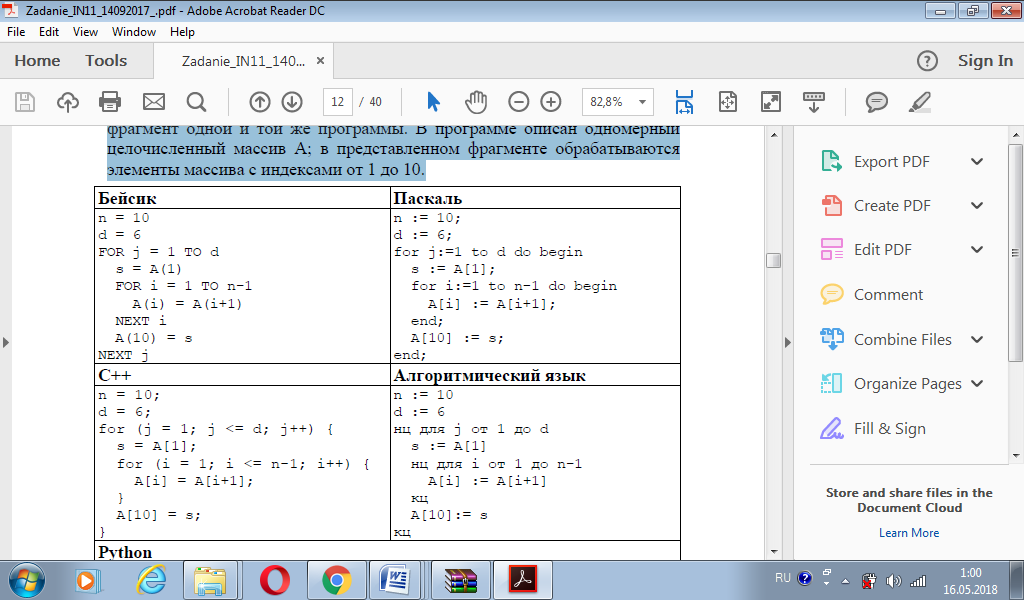 Zadanie_IN11_14092017_.pdf - Adobe Acrobat Reader DC
File Edit View Window Help
Home Tools Zadanie_IN11_140... × ? Sign In
12 / 40 82,8%
фрагмент одной и той же программы. В программе описан одномерный
целочисленный массив A; в представленном фрагменте обрабатываются
элементы массива с индексами от 1 до 10.
Бейсик
n = 10
d = 6
FOR j = 1 TO d
s = A(1)
FOR i = 1 TO n-1
A(i) = A(i+1)
NEXT i
A(10) = s
NEXT j
Паскаль
n := 10;
d := 6;
for j:=1 to d do begin
s := A[1];
for i:=1 to n-1 do begin
A[i] := A[i+1];
end;
A[10] := s;
end;
C++
n = 10;
d = 6;
for (j = 1; j <= d; j++) {
s = A[1];
for (i = 1; i <= n-1; i++) {
A[i] = A[i+1];
}
A[10] = s;
}
Алгоритмический язык
n := 10
d := 6
нц для j от 1 до d
s := A[1]
нц для i от 1 до n-1
A[i] := A[i+1]
кц
A[10]:= s
кц
Python
Export PDF
Create PDF
Edit PDF
Comment
Combine Files
Organize Pages
Fill & Sign
Store and share files in the
Document Cloud
Learn More
RU
1:00
16.05.2018